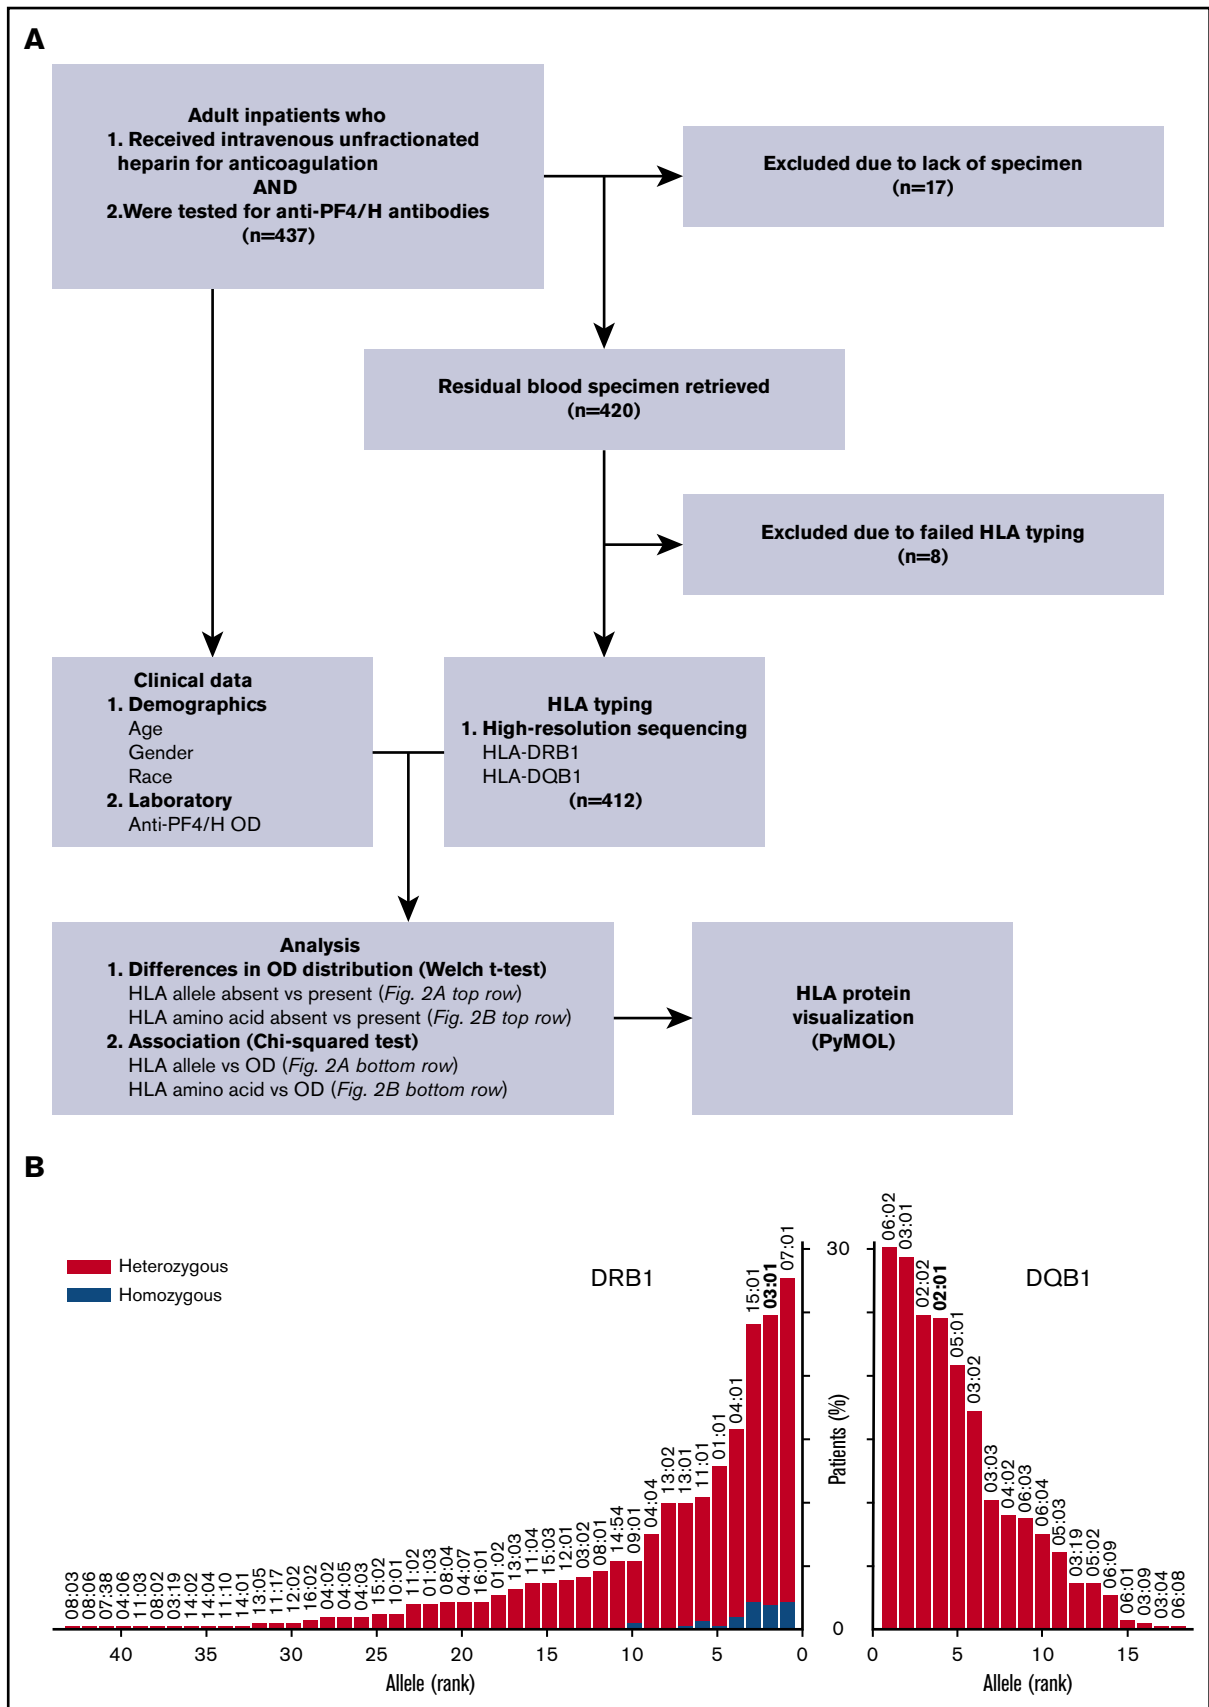 A
Adult inpatients who
1. Received intravenous unfractionated
heparin for anticoagulation
AND
2.Were tested for anti-PF4/H antibodies
(n=437)
Excluded due to lack of specimen
(n=17)
Residual blood specimen retrieved
(n=420)
Excluded due to failed HLA typing
(n=8)
Clinical data
1. Demographics
Age
Gender
Race
2. Laboratory
Anti-PF4/H OD
HLA typing
1. High-resolution sequencing
HLA-DRB1
HLA-DQB1
(n=412)
Analysis
1. Differences in OD distribution (Welch t-test)
HLA allele absent vs present (Fig. 2A top row)
HLA amino acid absent vs present (Fig. 2B top row)
2. Association (Chi-squared test)
HLA allele vs OD (Fig. 2A bottom row)
HLA amino acid vs OD (Fig. 2B bottom row)
HLA protein
visualization
(PyMOL)
B
Heterozygous
Homozygous
DRB1
08:03
08:06
07:38
04:06
11:03
08:02
03:19
14:02
14:04
11:10
14:01
13:05
11:17
12:02
16:02
04:02
04:05
04:03
15:02
10:01
11:02
01:03
08:04
04:07
16:01
01:02
13:03
11:04
15:03
12:01
03:02
08:01
14:54
09:01
04:04
13:02
13:01
11:01
01:01
04:01
15:01
03:01
07:01
40
35
30
25
20
15
10
5
0
Allele (rank)
30
Patients (%)
0
DQB1
06:02
03:01
02:02
02:01
05:01
03:02
03:03
04:02
06:03
06:04
05:03
03:19
05:02
06:09
06:01
03:09
03:04
06:08
0
5
10
15
Allele (rank)